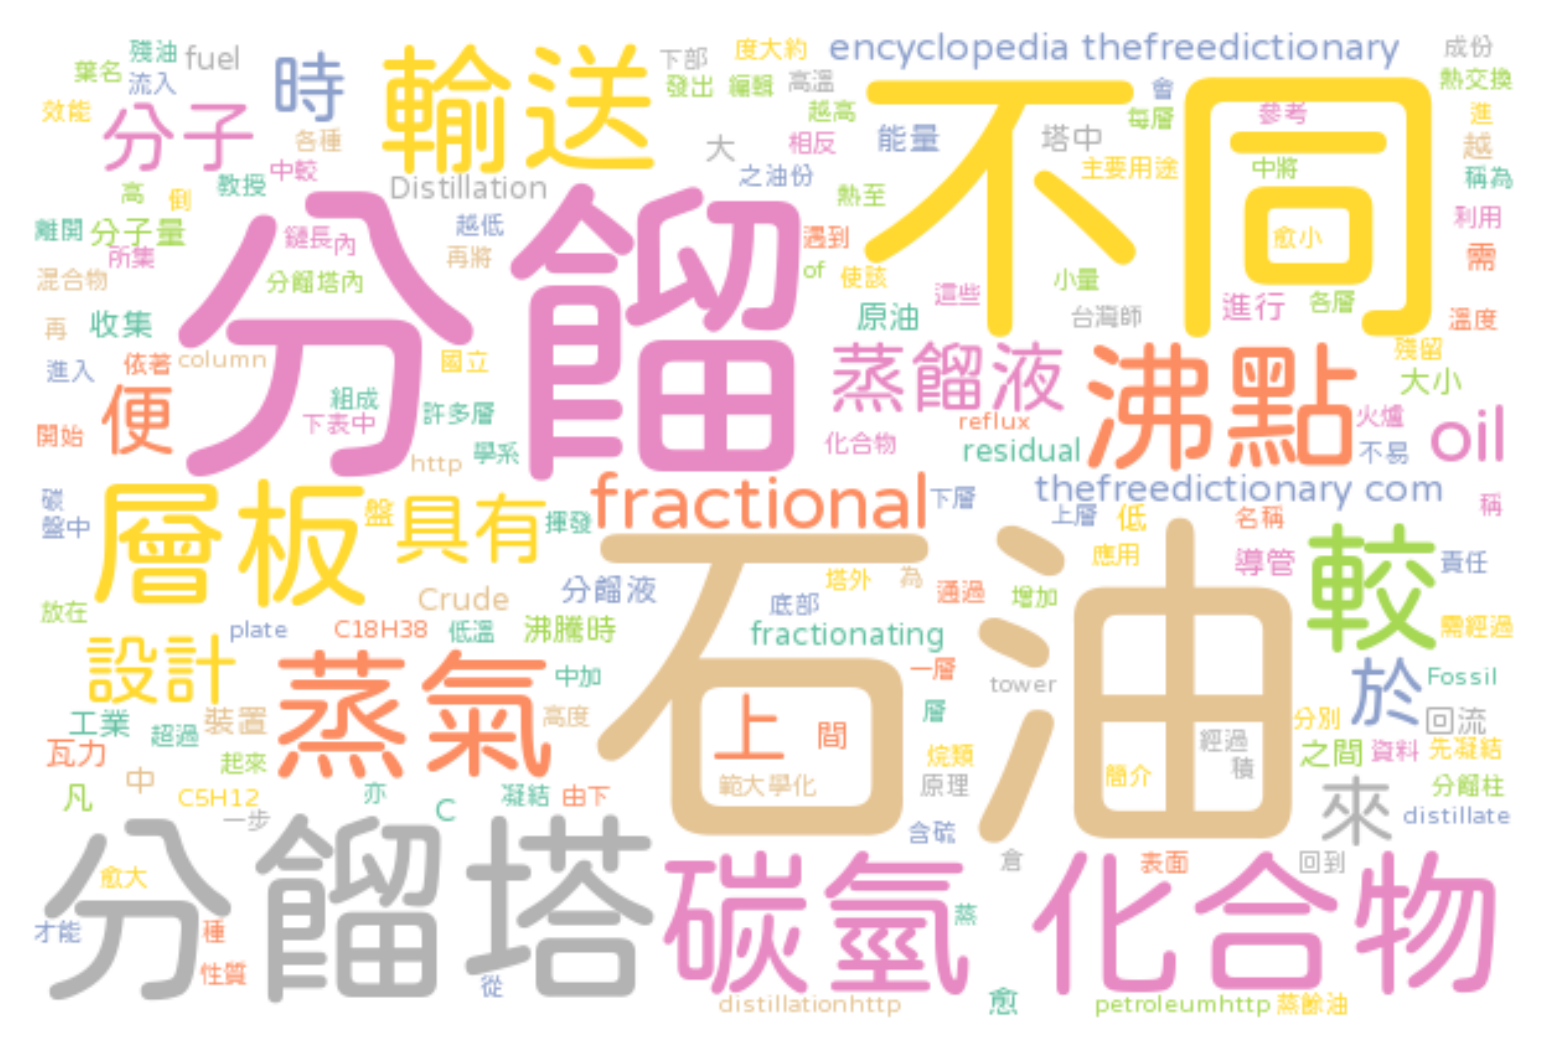 殘油 fuel 下部 度大約 encyclopedia thefreedictionary 成份
葉名 流入 時 輸送 發出 編輯 高溫 不同 會 熱交換
效能 分子 各種 越高 每層 參考 進
大 相反 能量 塔中 越
中較 Distillation 之油份 主要用途 中將 稱為
高 倒 教授 熱至
離開 分子量 鏈長 內 分餾 越低 遇到 愈小 利用
所集 再將 需
混合物 分餾塔內 of 使該 這些 小量 進行 各層
再 收集 原油 台灣師 溫度
進入 依著 column 國立 蒸餾液 沸點 殘留
便 組成 大小
開始 下表中 許多層 化合物 reflux 火爐 oil
http 學系 residual 不易
碳 層板 盤 具有 fractional 下層 thefreedictionary com 稱
盤中 揮發 石油 上層 低 名稱
應用 導管 較 責任
放在 Crude 分餾液 塔外 為 通過 增加
plate C18H38 低溫 沸騰時 底部 fractionating 需經過
設計 蒸氣 中加 一層 tower 於 Fossil
工業 超過 裝置 高度 上 間 層 經過 分別 回流
瓦力 起來 烷類 積 之間 資料 先凝結
中 範大學化 原理 簡介 分餾柱
凡 C5H12 亦 C 凝結 由下 來 distillate
一步 含硫
分餾塔 碳氫 倉 化合物 表面 回到
愈大
才能 種 蒸
性質 從
distillationhttp 愈 petroleumhttp 蒸餘油